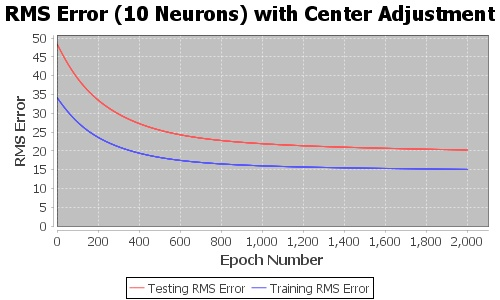 RMS Error (10 Neurons) with Center Adjustment
RMS Error
50
45
40
35
30
25
20
15
10
5
0
0 200 400 600 800 1,000 1,200 1,400 1,600 1,800 2,000
Epoch Number
Testing RMS Error Training RMS Error